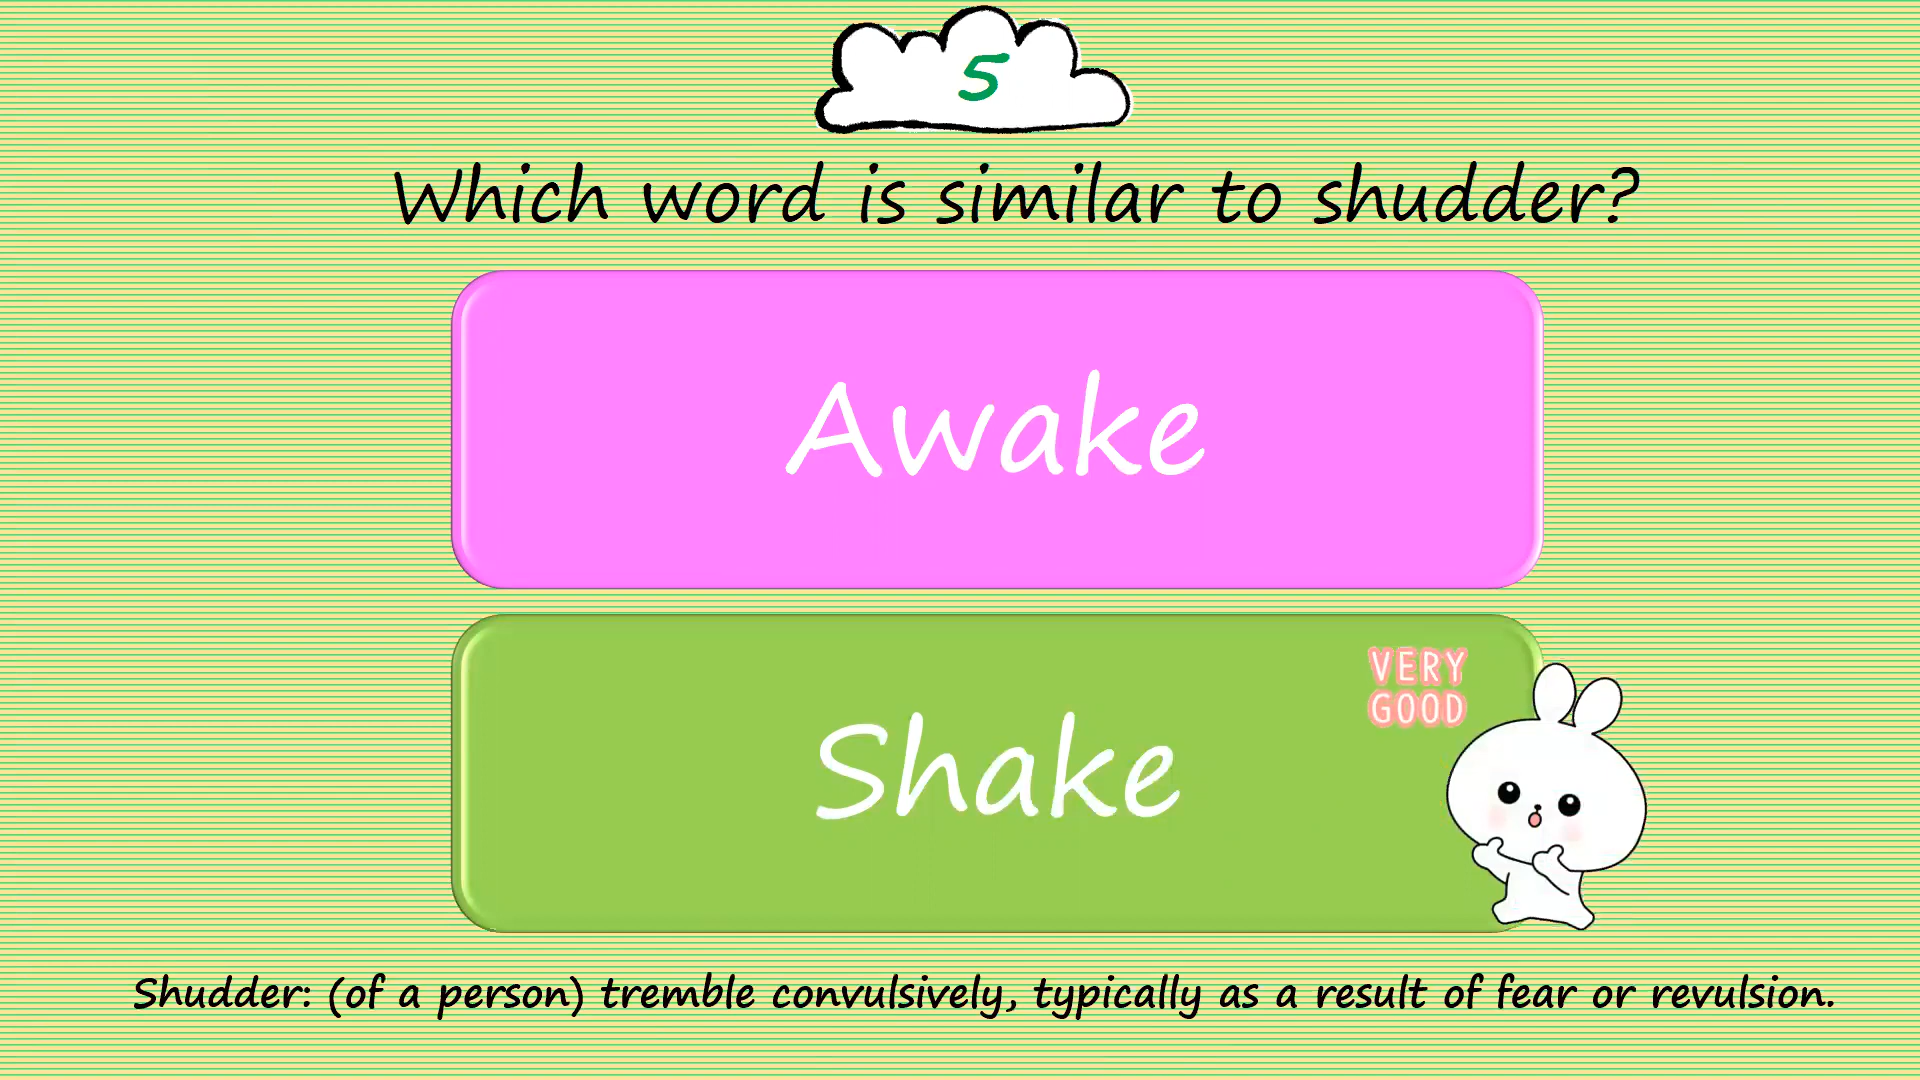 5
Which word is similar to shudder?
Awake
VERY
GOOD
Shake
Shudder: (of a person) tremble convulsively, typically as a result of fear or revulsion.